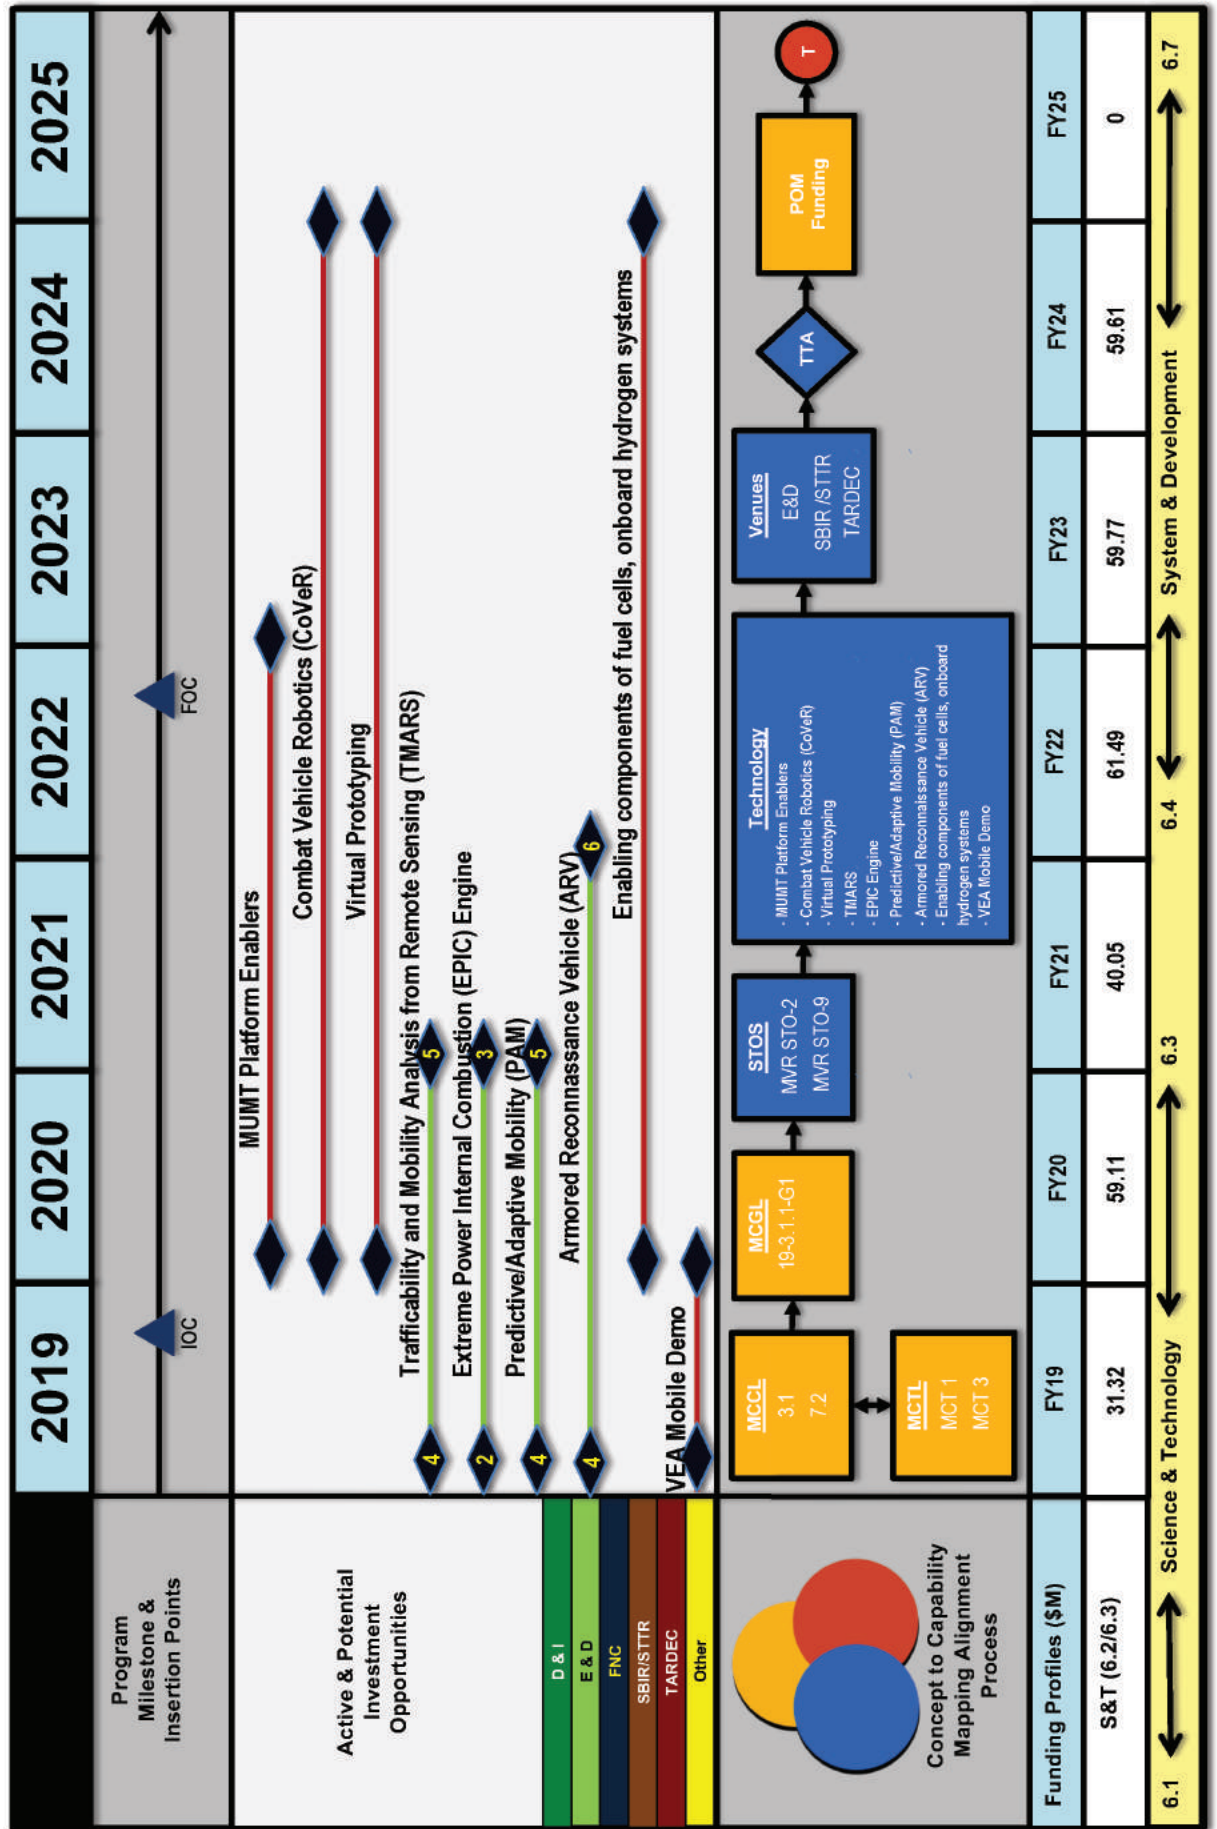 2019 2020 2021 2022 2023 2024 2025
Program
Milestone &
Insertion Points
IOC
FOC
Active & Potential
Investment
Opportunities
D & I
E & D
FNC
SBIR/STTR
TARDEC
Other
MUMT Platform Enablers
Combat Vehicle Robotics (CoVeR)
Virtual Prototyping
Trafficability and Mobility Analysis from Remote Sensing (TMARS)
4 5
Extreme Power Internal Combustion (EPIC) Engine
2 3
Predictive/Adaptive Mobility (PAM)
4 5
Armored Reconnassance Vehicle (ARV)
4 6
Enabling components of fuel cells, onboard hydrogen systems
VEA Mobile Demo
Concept to Capability
Mapping Alignment
Process
MCCL
3.1
7.2
MCTL
MCT 1
MCT 3
MCGL
19-3.1.1-G1
STOS
MVR STO-2
MVR STO-9
Technology
- MUMT Platform Enablers
- Combat Vehicle Robotics (CoVeR)
- Virtual Prototyping
- TMARS
- EPIC Engine
- Predictive/Adaptive Mobility (PAM)
- Armored Reconnaissance Vehicle (ARV)
- Enabling components of fuel cells, onboard
hydrogen systems
- VEA Mobile Demo
Venues
E&D
SBIR /STTR
TARDEC
TTA
POM
Funding
T
Funding Profiles ($M) FY19 FY20 FY21 FY22 FY23 FY24 FY25
S&T (6.2/6.3) 31.32 59.11 40.05 61.49 59.77 59.61 0
6.1 Science & Technology 6.3 6.4 System & Development 6.7